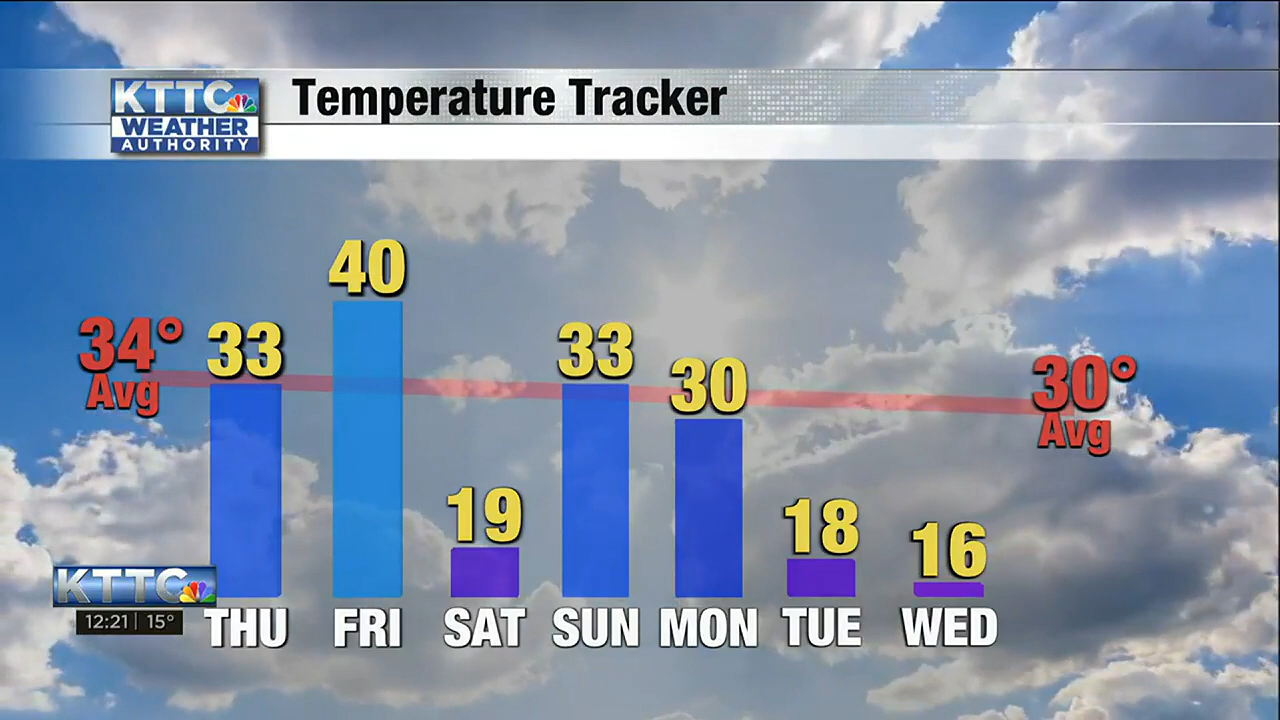 KTTC
WEATHER
AUTHORITY
Temperature Tracker
34°
Avg
33
40
19
33
30
18
16
30°
Avg
KTTC
12:21 | 15°
THU FRI SAT SUN MON TUE WED